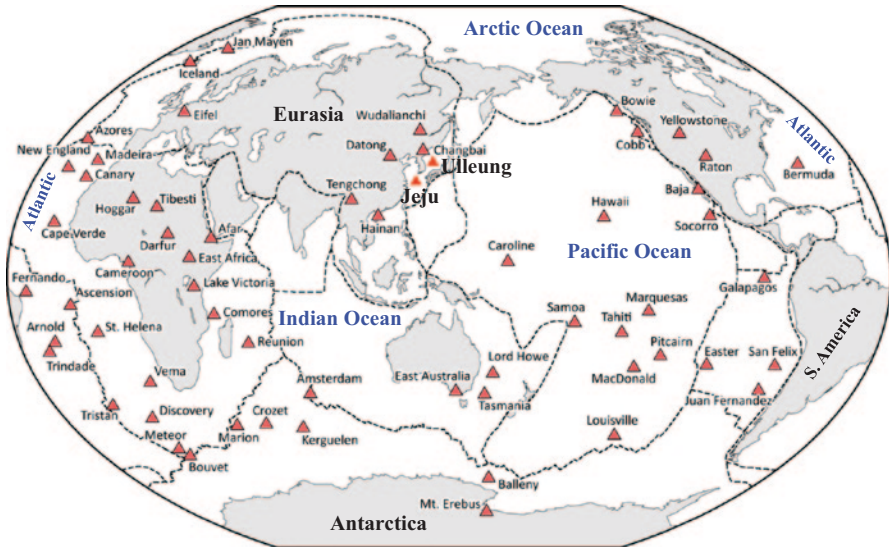 Arctic Ocean
Jan Mayen
Iceland
Eifel
Eurasia
Wudalianchi
Bowie
Yellowstone
Azores
New England
Madeira
Canary
Datong
Changbai
Ulleung
Cobb
Raton
Atlantic
Bermuda
Atlantic
Tengchong
Jeju
Baja
Hoggar
Tibesti
Hainan
Hawaii
Socorro
Cape Verde
Darfur
Afar
East Africa
Caroline
Pacific Ocean
Cameroon
Fernando
Ascension
Lake Victoria
Galapagos
Comores
Indian Ocean
Samoa
Marquesas
Arnold
St. Helena
Tahiti
S. America
Trindade
Reunion
Lord Howe
Pitcairn
Easter
San Felix
Vema
East Australia
MacDonald
Amsterdam
Tasmania
Juan Fernandez
Tristan
Discovery
Crozet
Louisville
Meteor
Marion
Kerguelen
Bouvet
Balleny
Mt. Erebus
Antarctica